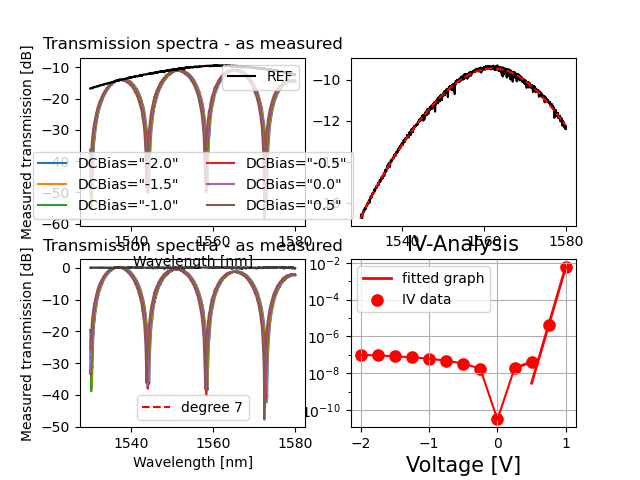 Transmission spectra - as measured
Measured transmission [dB]
−10
−20
−30
−40
−50
−60
1540
1560
1580
Wavelength [nm]
REF
DCBias="-2.0"
DCBias="-1.5"
DCBias="-1.0"
DCBias="-0.5"
DCBias="0.0"
DCBias="0.5"
−10
−12
1540
1560
1580
Transmission spectra - as measured
Measured transmission [dB]
0
−10
−20
−30
−40
−50
1540
1560
1580
Wavelength [nm]
degree 7
IV-Analysis
fitted graph
IV data
10−2
10−4
10−6
10−8
10−10
−2
−1
0
1
Voltage [V]